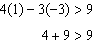 4(1) − 3(−3) > 9
4 + 9 > 9